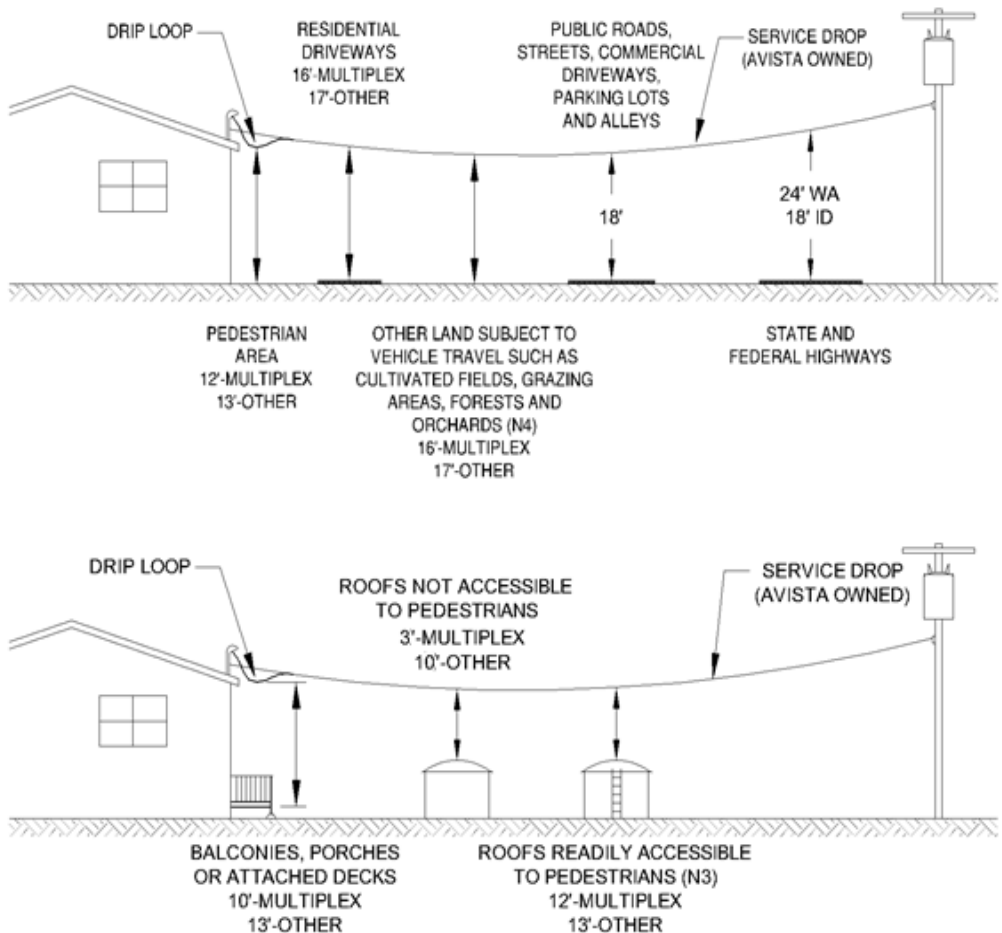 DRIP LOOP
RESIDENTIAL
DRIVEWAYS
16'-MULTIPLEX
17'-OTHER
PUBLIC ROADS,
STREETS, COMMERCIAL
DRIVEWAYS,
PARKING LOTS
AND ALLEYS
SERVICE DROP
(AVISTA OWNED)
18'
24' WA
18' ID
PEDESTRIAN
AREA
12'-MULTIPLEX
13'-OTHER
OTHER LAND SUBJECT TO
VEHICLE TRAVEL SUCH AS
CULTIVATED FIELDS, GRAZING
AREAS, FORESTS AND
ORCHARDS (N4)
16'-MULTIPLEX
17'-OTHER
STATE AND
FEDERAL HIGHWAYS
DRIP LOOP
ROOFS NOT ACCESSIBLE
TO PEDESTRIANS
3'-MULTIPLEX
10'-OTHER
SERVICE DROP
(AVISTA OWNED)
BALCONIES, PORCHES
OR ATTACHED DECKS
10'-MULTIPLEX
13'-OTHER
ROOFS READILY ACCESSIBLE
TO PEDESTRIANS (N3)
12'-MULTIPLEX
13'-OTHER